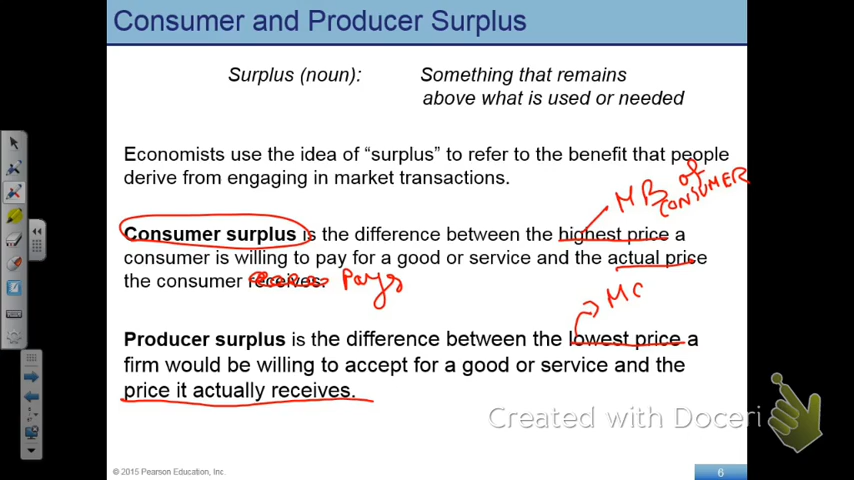 Consumer and Producer Surplus
Surplus (noun): Something that remains
above what is used or needed
Economists use the idea of “surplus” to refer to the benefit that people
derive from engaging in market transactions.
MB of
CONSUMER
Consumer surplus is the difference between the highest price a
consumer is willing to pay for a good or service and the actual price
the consumer receives. Pays
MC
Producer surplus is the difference between the lowest price a
firm would be willing to accept for a good or service and the
price it actually receives.
Created with Doceri
© 2015 Pearson Education, Inc.
6